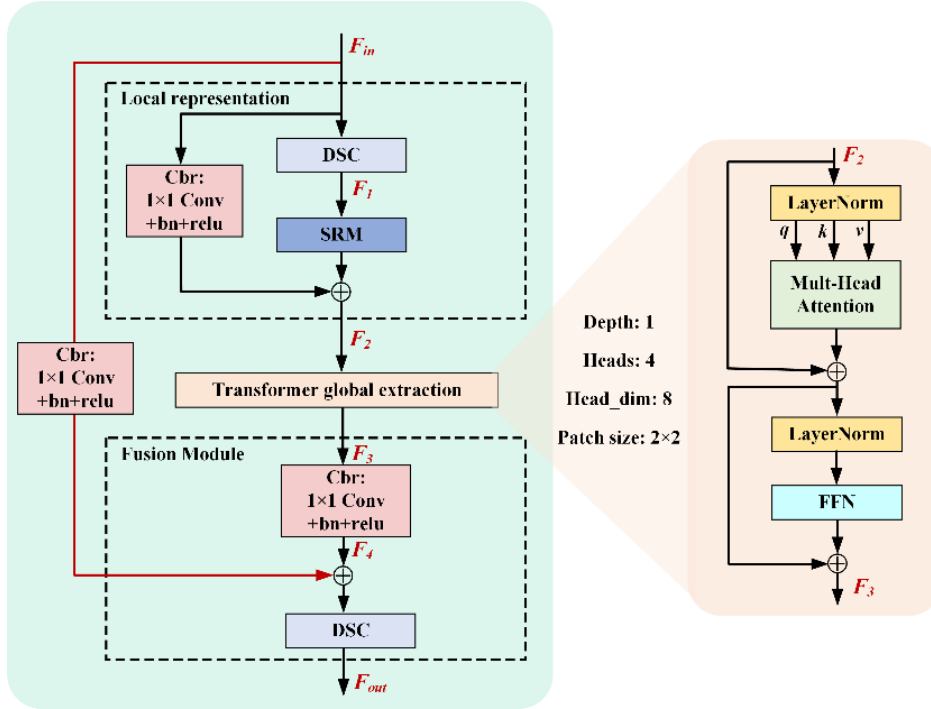 F_in
Local representation
DSC
Cbr:
1×1 Conv
+bn+relu
F_1
SRM
F_2
Cbr:
1×1 Conv
+bn+relu
Transformer global extraction
F_3
Fusion Module
Cbr:
1×1 Conv
+bn+relu
F_4
DSC
F_out
Depth: 1
Heads: 4
Head_dim: 8
Patch size: 2×2
F_2
LayerNorm
q k v
Mult-Head
Attention
LayerNorm
FFN
F_3